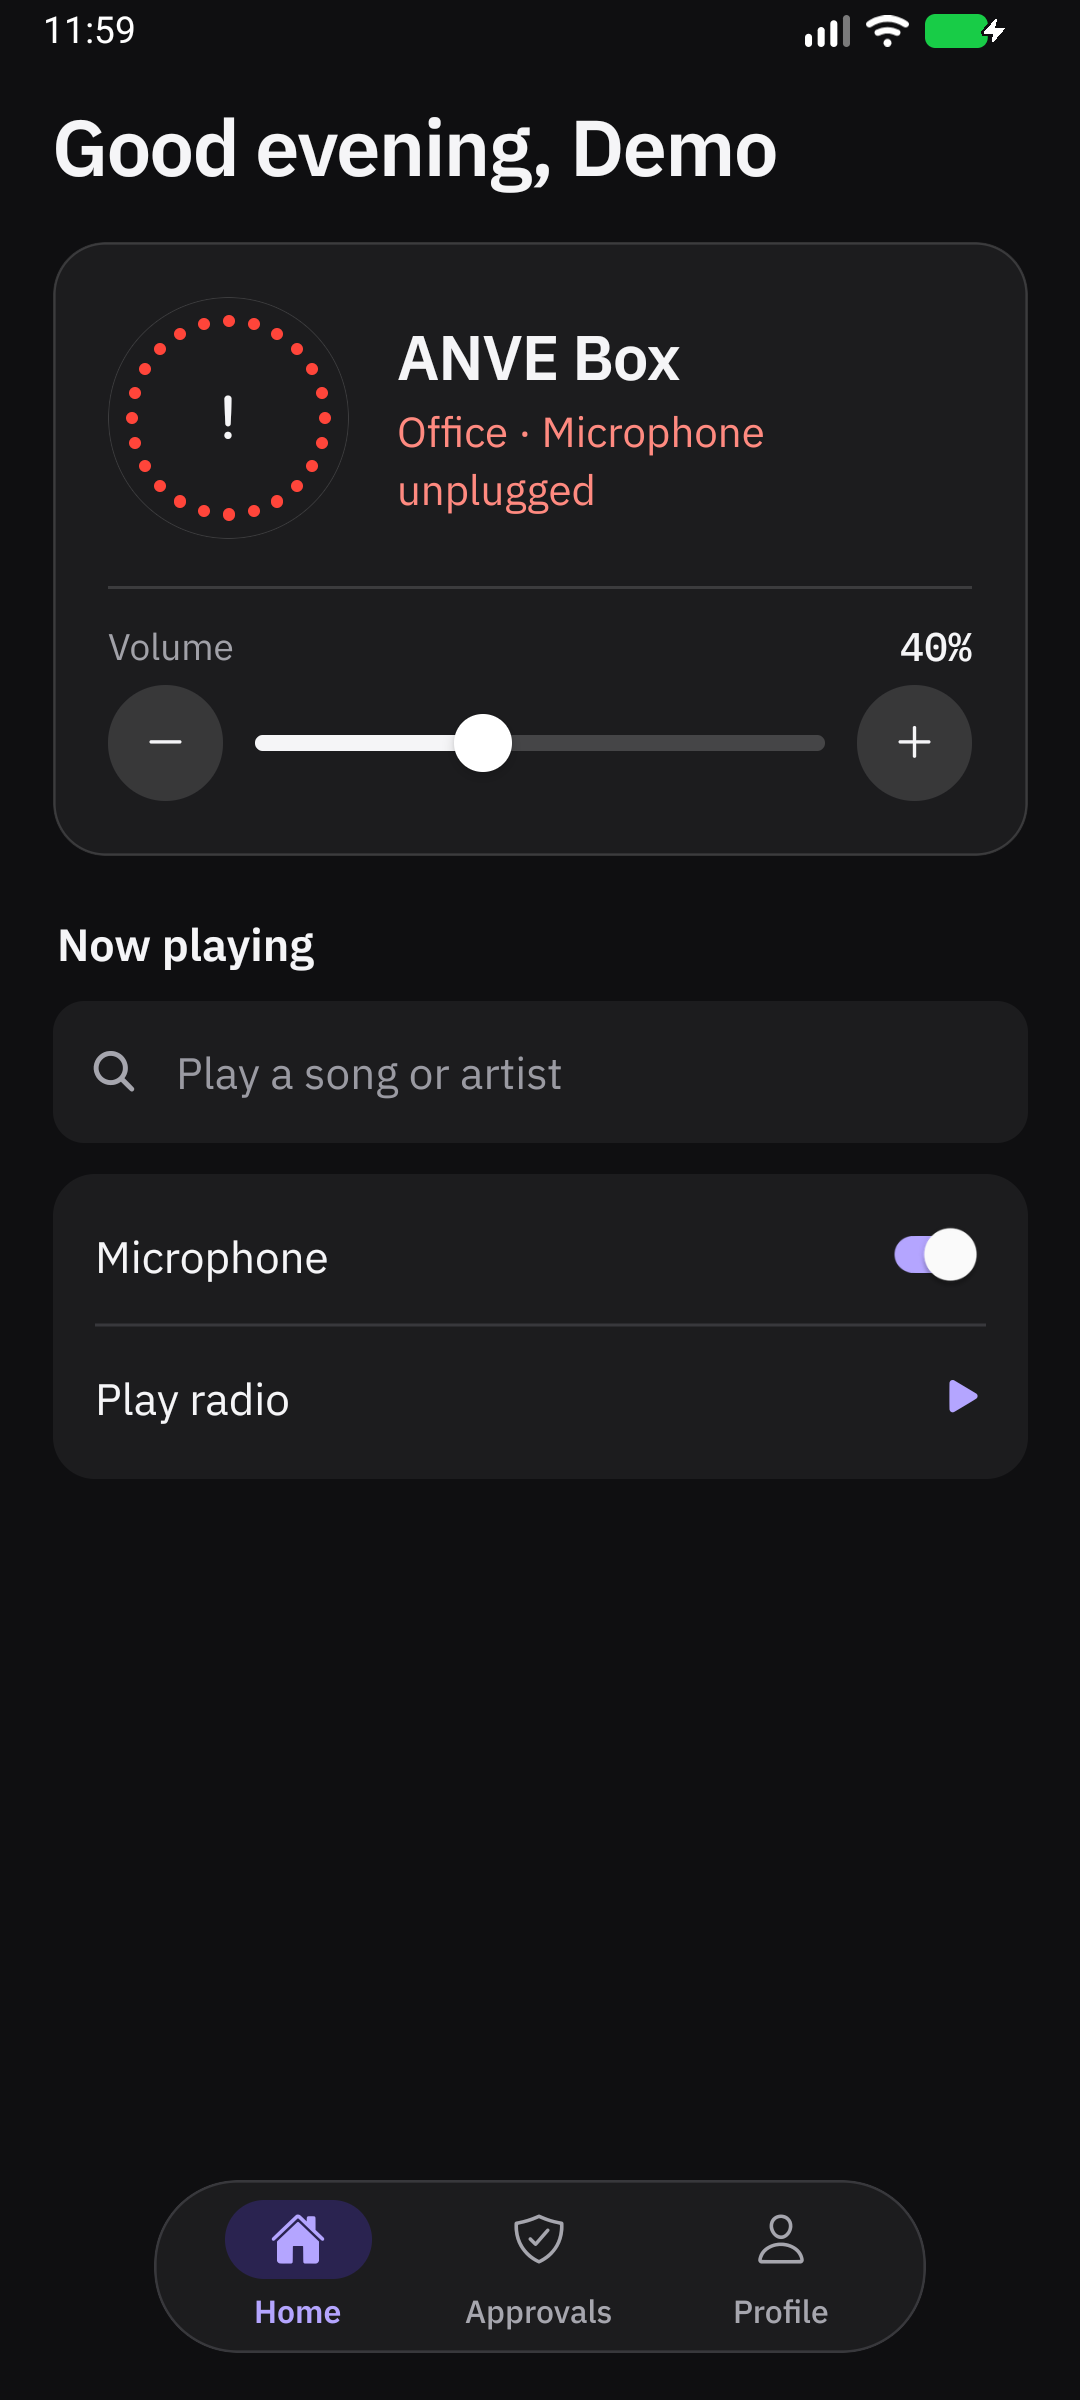 11:59
Good evening, Demo
!
ANVE Box
Office · Microphone
unplugged
Volume
40%
Now playing
Play a song or artist
Microphone
Play radio
Home
Approvals
Profile